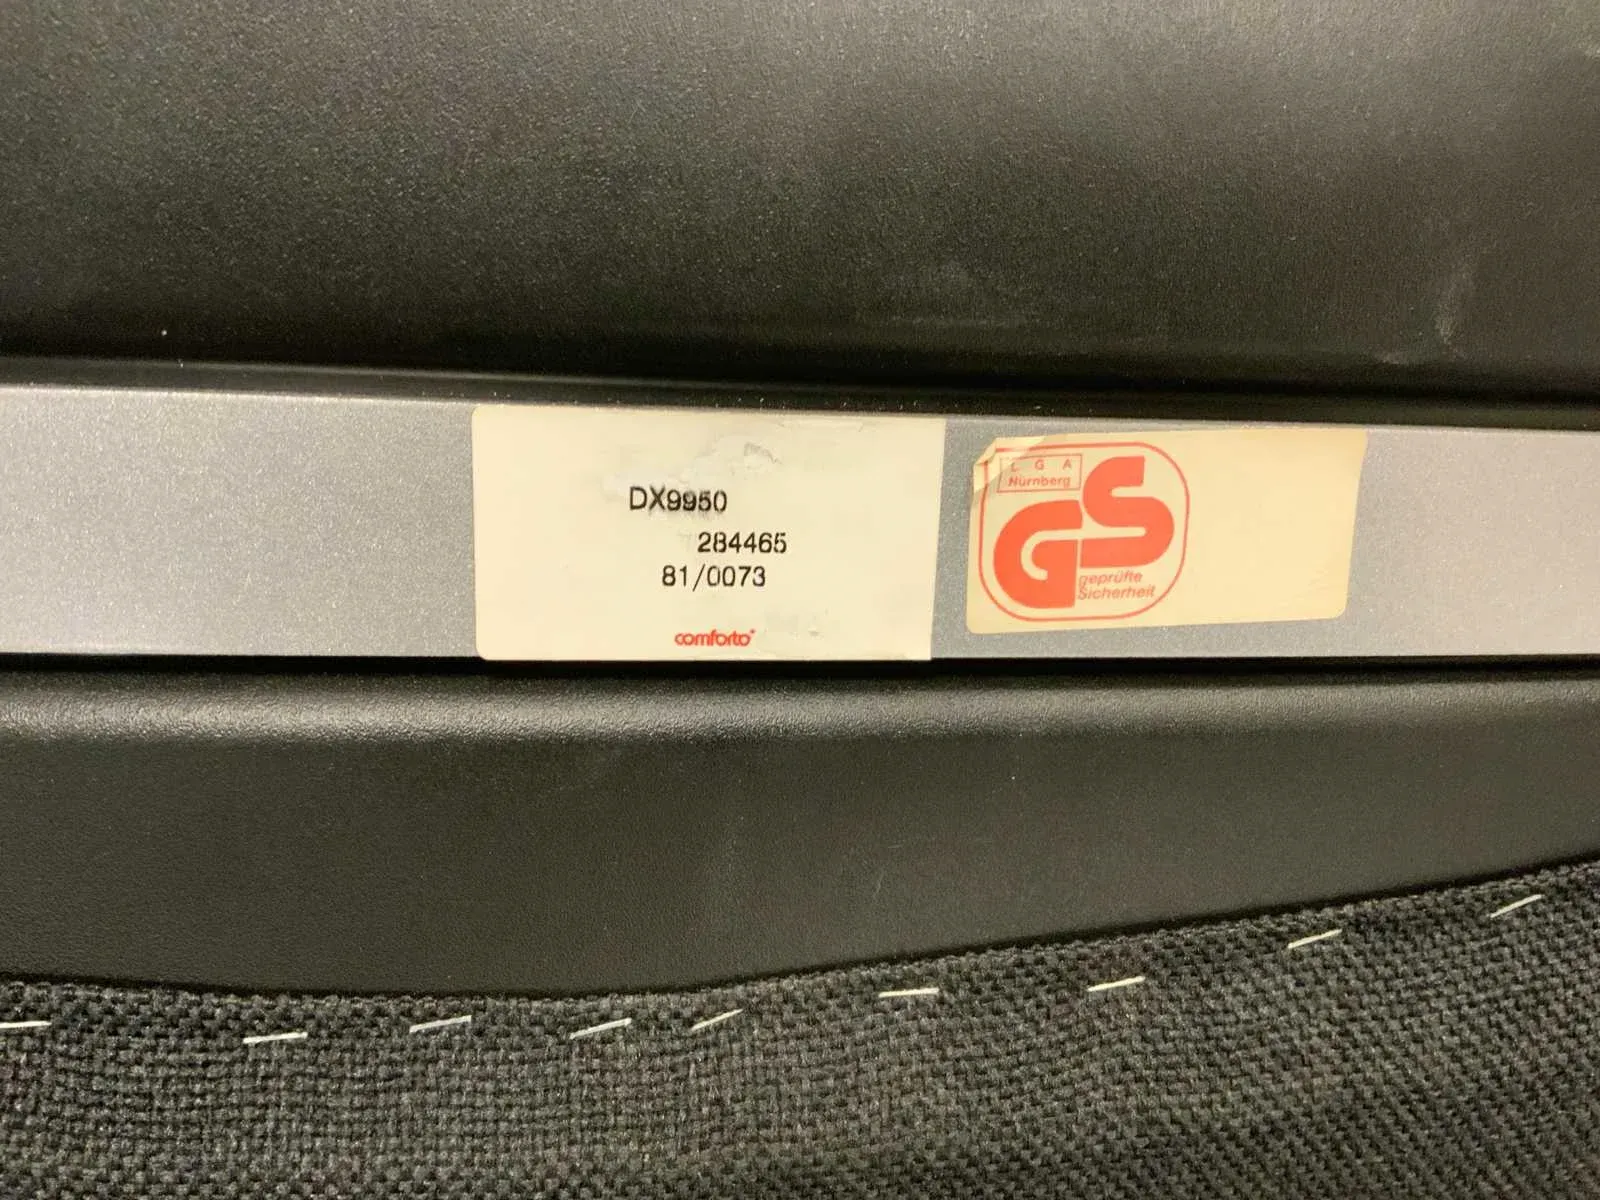 DX9950
284465
81/0073
comforto
L G A
Nürnberg
GS
geprüfte
Sicherheit